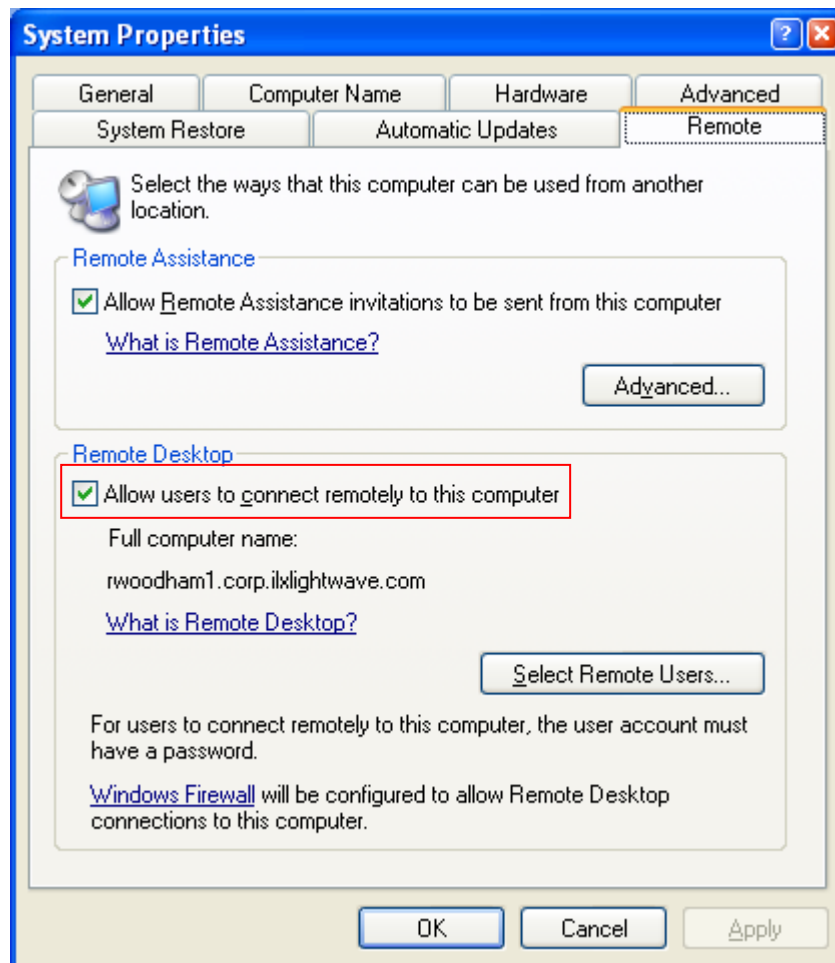 System Properties
General Computer Name Hardware Advanced
System Restore Automatic Updates Remote
Select the ways that this computer can be used from another
location.
Remote Assistance
Allow Remote Assistance invitations to be sent from this computer
What is Remote Assistance?
Advanced...
Remote Desktop
Allow users to connect remotely to this computer
Full computer name:
rwoodham1.corp.ilxlightwave.com
What is Remote Desktop?
Select Remote Users...
For users to connect remotely to this computer, the user account must
have a password.
Windows Firewall will be configured to allow Remote Desktop
connections to this computer.
OK Cancel Apply